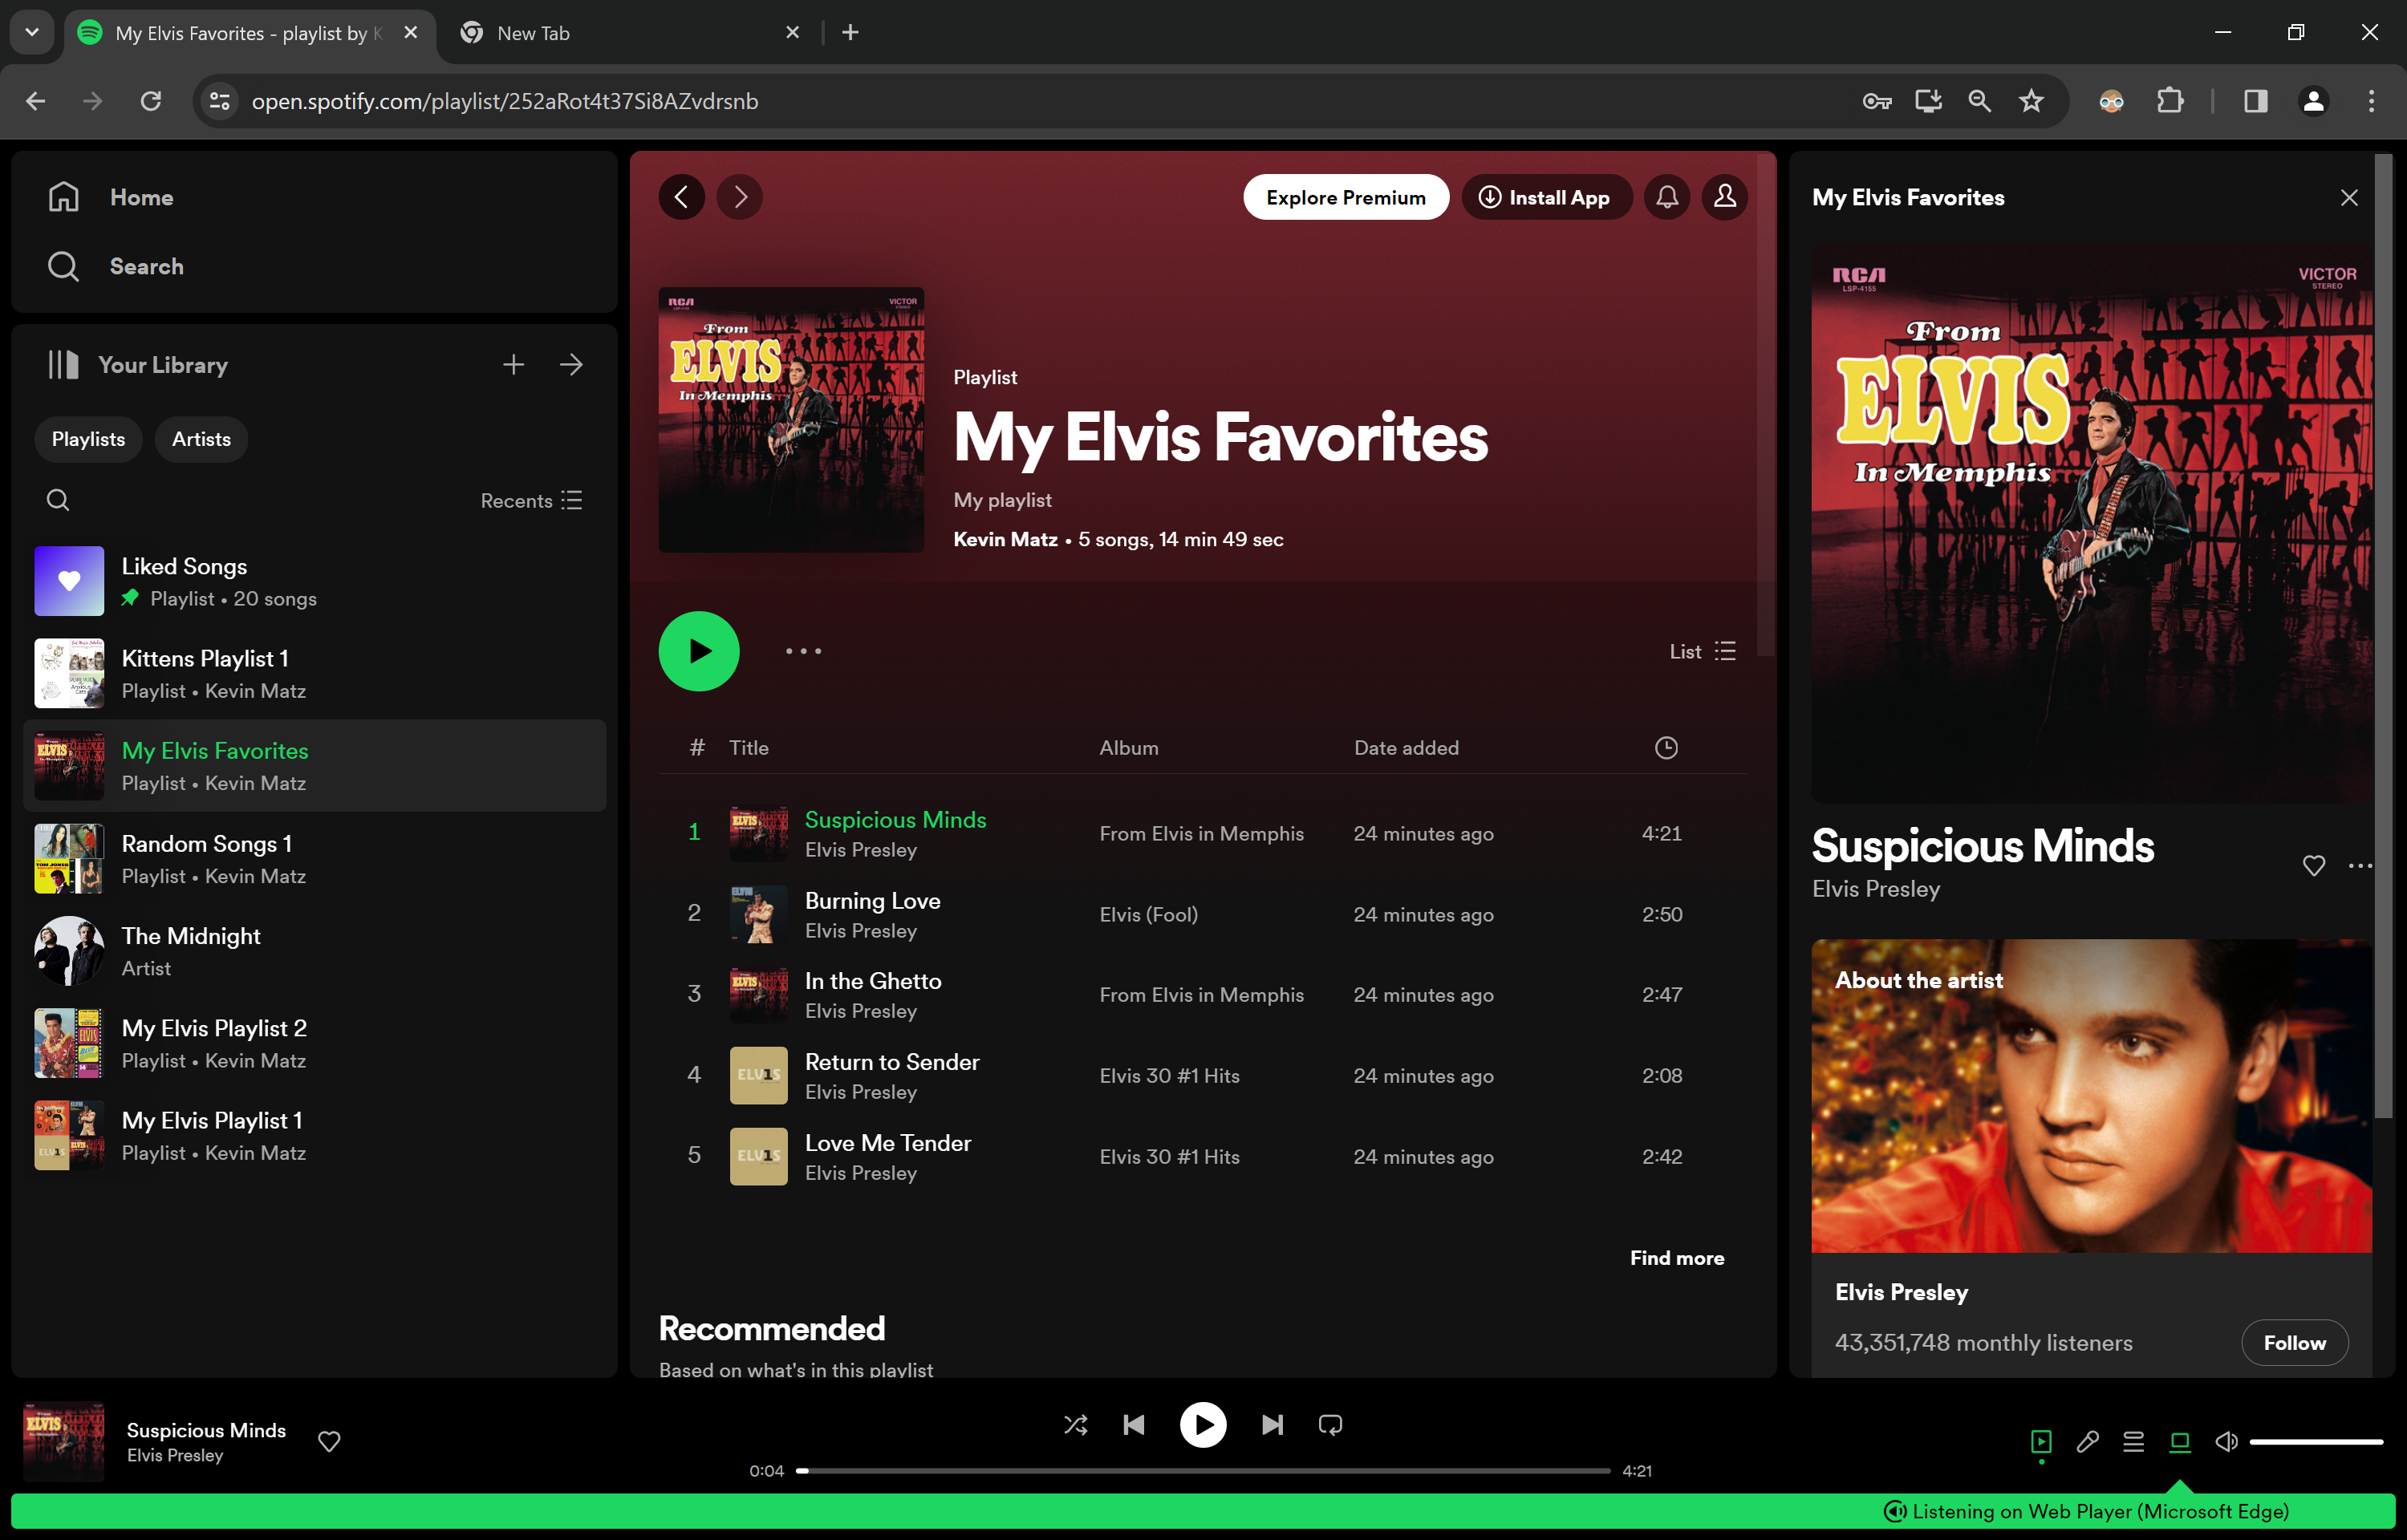 My Elvis Favorites - playlist by K
New Tab
open.spotify.com/playlist/252aRot4t37Si8AZvdrsnb
Home
Search
Your Library
Playlists
Artists
Recents
Liked Songs
Playlist • 20 songs
Kittens Playlist 1
Playlist • Kevin Matz
My Elvis Favorites
Playlist • Kevin Matz
Random Songs 1
Playlist • Kevin Matz
The Midnight
Artist
My Elvis Playlist 2
Playlist • Kevin Matz
My Elvis Playlist 1
Playlist • Kevin Matz
Explore Premium
Install App
RCA
VICTOR
STEREO
From
ELVIS
In Memphis
Playlist
My Elvis Favorites
My playlist
Kevin Matz • 5 songs, 14 min 49 sec
List
# Title Album Date added
1 Suspicious Minds From Elvis in Memphis 24 minutes ago 4:21
Elvis Presley
2 Burning Love Elvis (Fool) 24 minutes ago 2:50
Elvis Presley
3 In the Ghetto From Elvis in Memphis 24 minutes ago 2:47
Elvis Presley
4 ELV1S Return to Sender Elvis 30 #1 Hits 24 minutes ago 2:08
Elvis Presley
5 ELV1S Love Me Tender Elvis 30 #1 Hits 24 minutes ago 2:42
Elvis Presley
Find more
Recommended
Based on what's in this playlist
My Elvis Favorites
RCA
LSP-4155
VICTOR
STEREO
From
ELVIS
In Memphis
Suspicious Minds
Elvis Presley
About the artist
Elvis Presley
43,351,748 monthly listeners
Follow
Suspicious Minds
Elvis Presley
0:04
4:21
Listening on Web Player (Microsoft Edge)